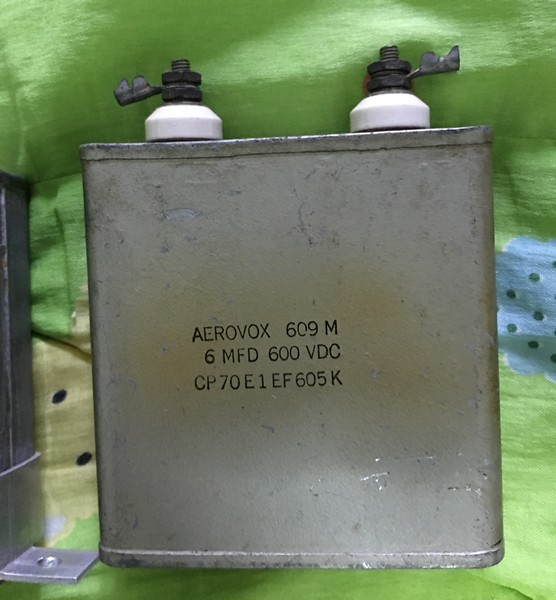 AEROVOX 609 M
6 MFD 600 VDC
CP70E1EF605K